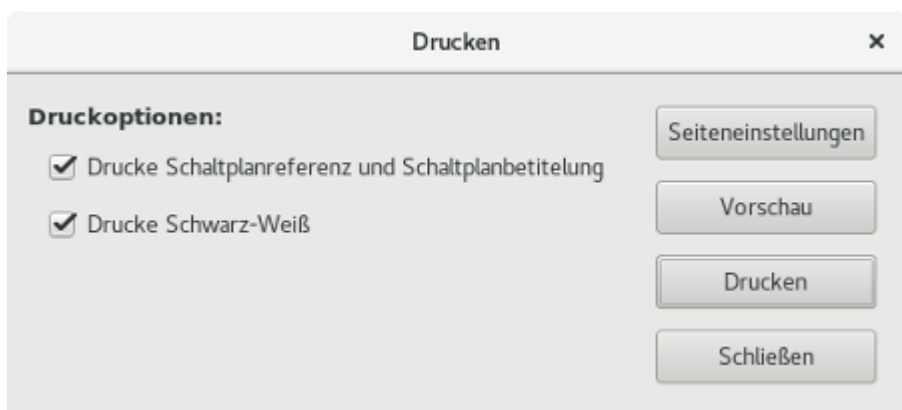 Drucken
Druckoptionen:
Drucke Schaltplanreferenz und Schaltplanbetitelung
Drucke Schwarz-Weiß
Seiteneinstellungen
Vorschau
Drucken
Schließen